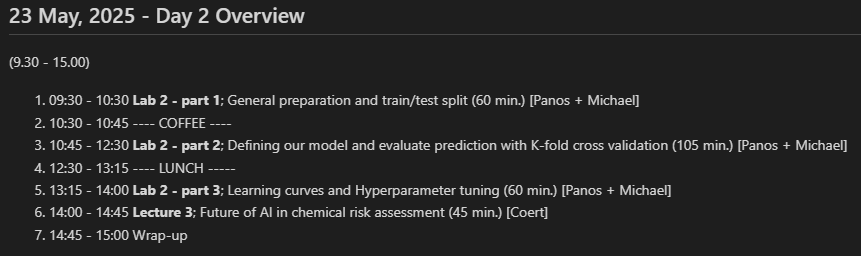 23 May, 2025 - Day 2 Overview
(9.30 - 15.00)
1. 09:30 - 10:30 Lab 2 - part 1; General preparation and train/test split (60 min.) [Panos + Michael]
2. 10:30 - 10:45 ---- COFFEE ----
3. 10:45 - 12:30 Lab 2 - part 2; Defining our model and evaluate prediction with K-fold cross validation (105 min.) [Panos + Michael]
4. 12:30 - 13:15 ---- LUNCH -----
5. 13:15 - 14:00 Lab 2 - part 3; Learning curves and Hyperparameter tuning (60 min.) [Panos + Michael]
6. 14:00 - 14:45 Lecture 3; Future of AI in chemical risk assessment (45 min.) [Coert]
7. 14:45 - 15:00 Wrap-up